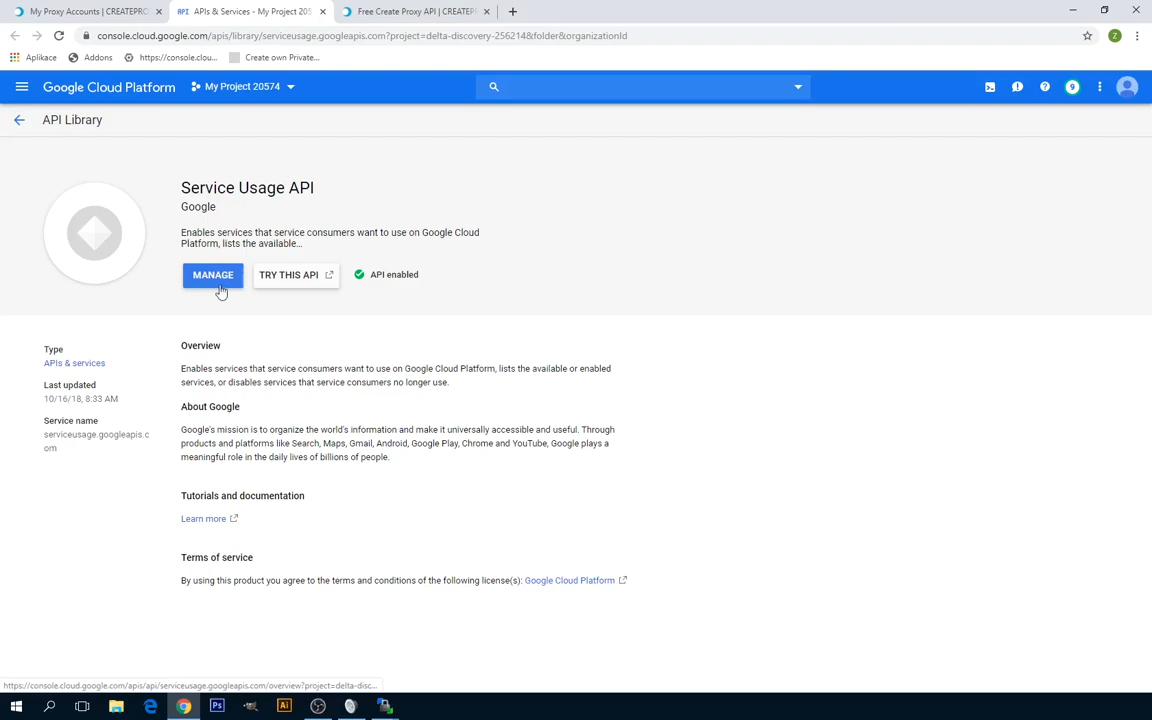 My Proxy Accounts | CREATEPRO
API APIs & Services - My Project 205
Free Create Proxy API | CREATEPR
console.cloud.google.com/apis/library/serviceusage.googleapis.com?project=delta-discovery-256214&folder&organizationId
Z
Aplikace
Addons
https://console.clou...
Create own Private...
Google Cloud Platform
My Project 20574
9
API Library
Service Usage API
Google
Enables services that service consumers want to use on Google Cloud
Platform, lists the available...
MANAGE
TRY THIS API
API enabled
Type
APIs & services
Last updated
10/16/18, 8:33 AM
Service name
serviceusage.googleapis.c
om
Overview
Enables services that service consumers want to use on Google Cloud Platform, lists the available or enabled
services, or disables services that service consumers no longer use.
About Google
Google's mission is to organize the world's information and make it universally accessible and useful. Through
products and platforms like Search, Maps, Gmail, Android, Google Play, Chrome and YouTube, Google plays a
meaningful role in the daily lives of billions of people.
Tutorials and documentation
Learn more
Terms of service
By using this product you agree to the terms and conditions of the following license(s): Google Cloud Platform
https://console.cloud.google.com/apis/api/serviceusage.googleapis.com/overview?project=delta-disc...
Ps
Ai